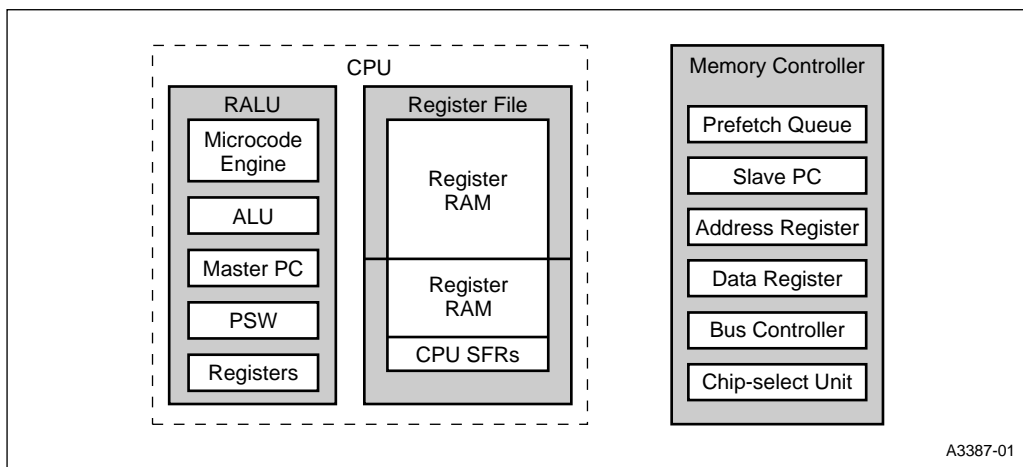 CPU
RALU
Microcode
Engine
ALU
Master PC
PSW
Registers
Register File
Register
RAM
Register
RAM
CPU SFRs
Memory Controller
Prefetch Queue
Slave PC
Address Register
Data Register
Bus Controller
Chip-select Unit
A3387-01